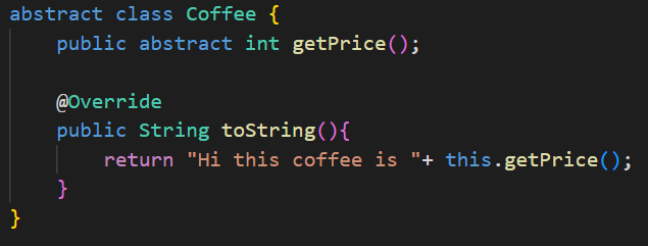 abstract class Coffee {
    public abstract int getPrice();

    @Override
    public String toString(){
        return "Hi this coffee is "+ this.getPrice();
    }
}